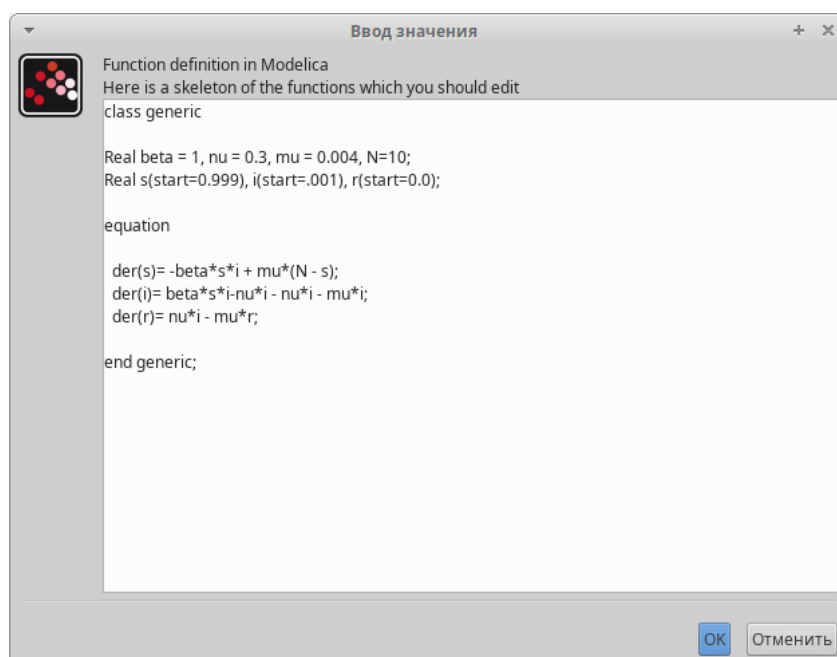 Ввод значения
Function definition in Modelica
Here is a skeleton of the functions which you should edit
class generic
Real beta = 1, nu = 0.3, mu = 0.004, N=10;
Real s(start=0.999), i(start=.001), r(start=0.0);
equation
der(s)= -beta*s*i + mu*(N - s);
der(i)= beta*s*i-nu*i - nu*i - mu*i;
der(r)= nu*i - mu*r;
end generic;
OK
Отменить